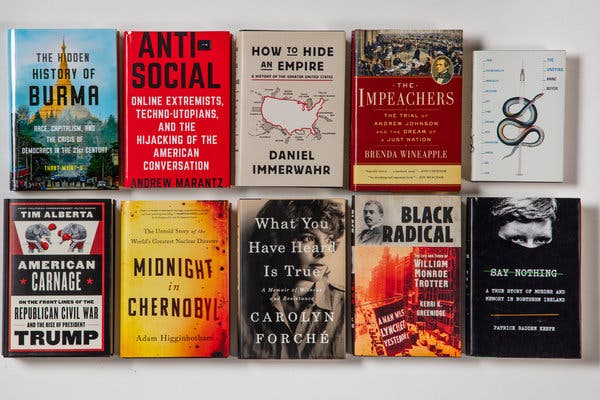 THE HIDDEN
HISTORY OF
BURMA
RACE, CAPITALISM, AND
THE CRISIS OF
DEMOCRACY IN THE 21ST CENTURY
THANT MYINT-U
ANTI-
SOCIAL
ONLINE EXTREMISTS,
TECHNO-UTOPIANS,
AND THE
HIJACKING OF THE
AMERICAN
CONVERSATION
ANDREW MARANTZ
HOW TO HIDE
AN EMPIRE
A HISTORY OF THE GREATER UNITED STATES
DANIEL
IMMERWAHR
THE
IMPEACHERS
THE TRIAL OF
ANDREW JOHNSON
AND THE DREAM OF
A JUST NATION
BRENDA WINEAPPLE
THE
UNDYING
ANNE
BOYER
TIM ALBERTA
AMERICAN
CARNAGE
ON THE FRONT LINES OF THE
REPUBLICAN CIVIL WAR
AND THE RISE OF PRESIDENT
TRUMP
The Untold Story of the
World's Greatest Nuclear Disaster
MIDNIGHT
in
CHERNOBYL
Adam Higginbotham
What You
Have Heard
Is True
A Memoir of Witness
and Resistance
CAROLYN
FORCHÉ
BLACK
RADICAL
The Life and Times of
WILLIAM
MONROE
TROTTER
KERRI K.
GREENIDGE
A MAN WAS
LYNCHED
YESTERDAY
SAY NOTHING
A TRUE STORY OF MURDER AND
MEMORY IN NORTHERN IRELAND
PATRICK RADDEN KEEFE